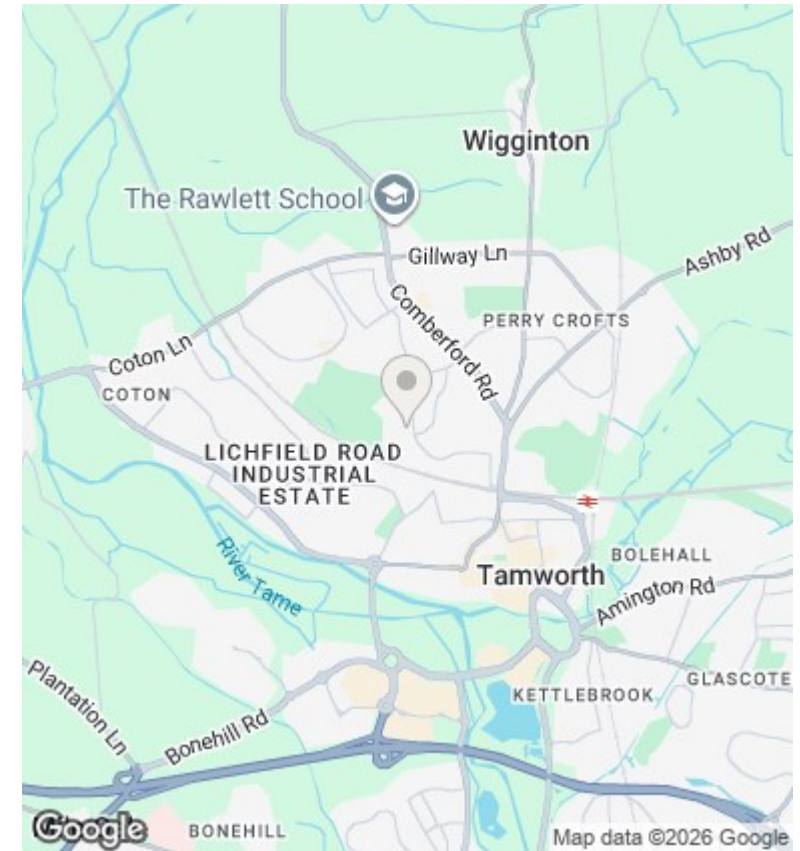 Wigginton
The Rawlett School
Gillway Ln
Ashby Rd
Comberford Rd
PERRY CROFTS
Coton Ln
COTON
LICHFIELD ROAD
INDUSTRIAL
ESTATE
River Tame
Tamworth
BOLEHALL
Amington Rd
Plantation Ln
Bonehill Rd
KETTLEBROOK
GLASCOTE
Google
BONEHILL
Map data ©2026 Google